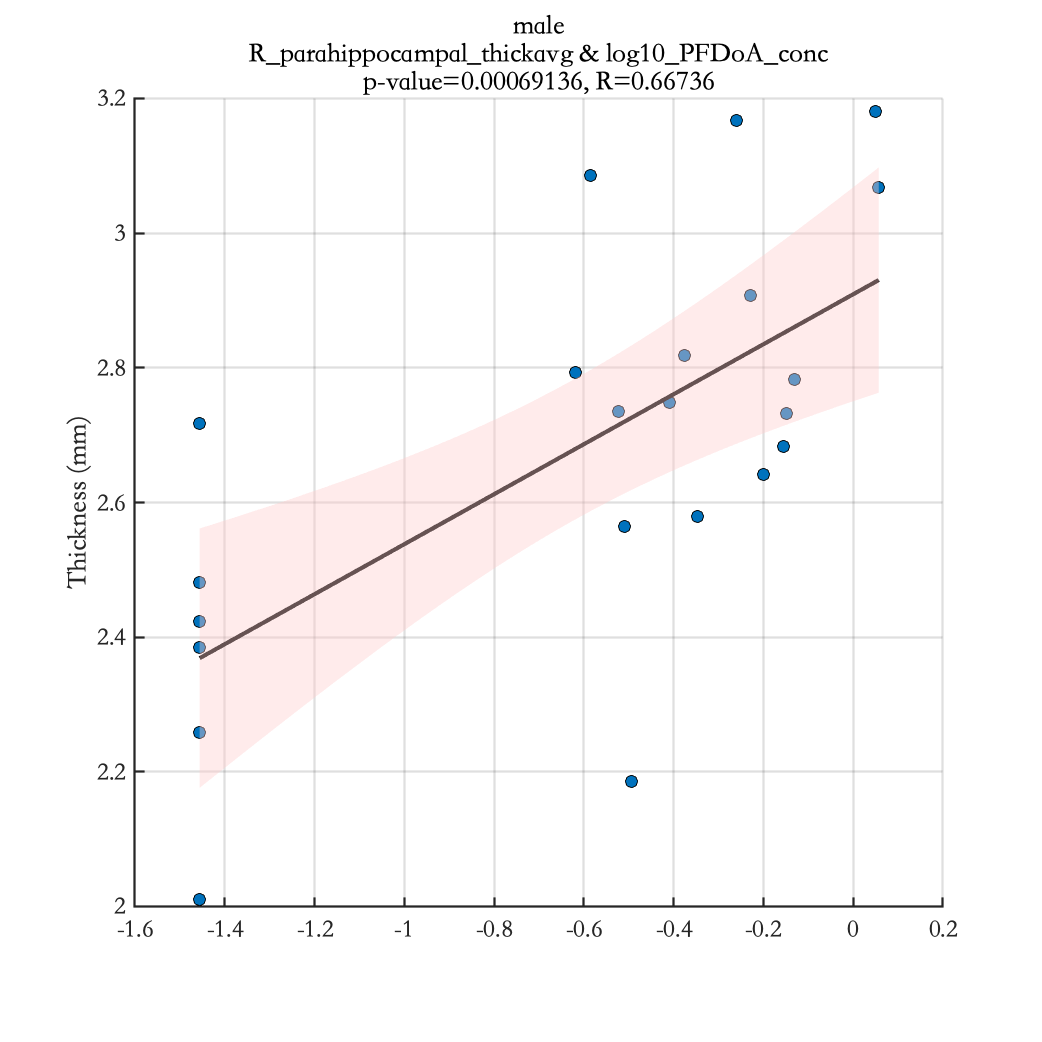 male
R_parahippocampal_thickavg & log10_PFDoA_conc
p-value=0.00069136, R=0.66736
3.2
3
2.8
2.6
2.4
2.2
2
Thickness (mm)
-1.6 -1.4 -1.2 -1 -0.8 -0.6 -0.4 -0.2 0 0.2